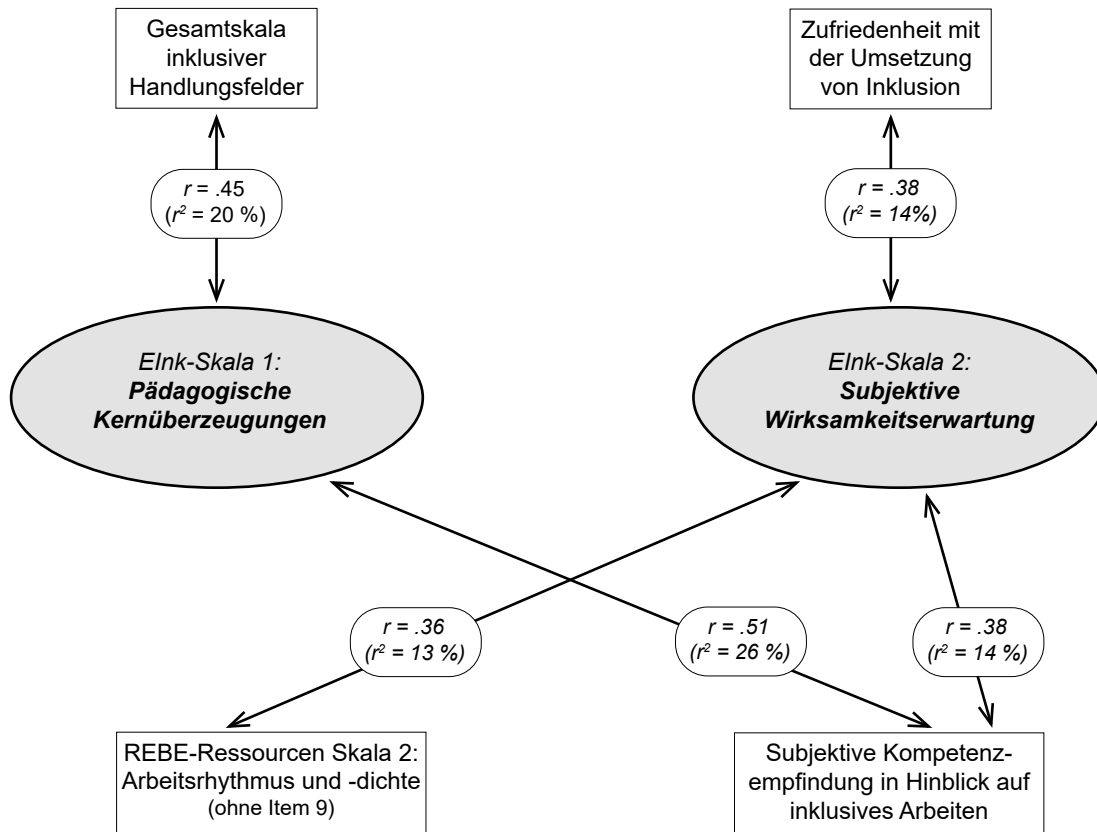 Gesamtskala
inklusiver
Handlungsfelder
Zufriedenheit mit
der Umsetzung
von Inklusion
r = .45
(r² = 20 %)
r = .38
(r² = 14%)
EInk-Skala 1:
Pädagogische
Kernüberzeugungen
EInk-Skala 2:
Subjektive
Wirksamkeitserwartung
r = .36
(r² = 13 %)
r = .51
(r² = 26 %)
r = .38
(r² = 14 %)
REBE-Ressourcen Skala 2:
Arbeitsrhythmus und -dichte
(ohne Item 9)
Subjektive Kompetenz-
empfindung in Hinblick auf
inklusives Arbeiten